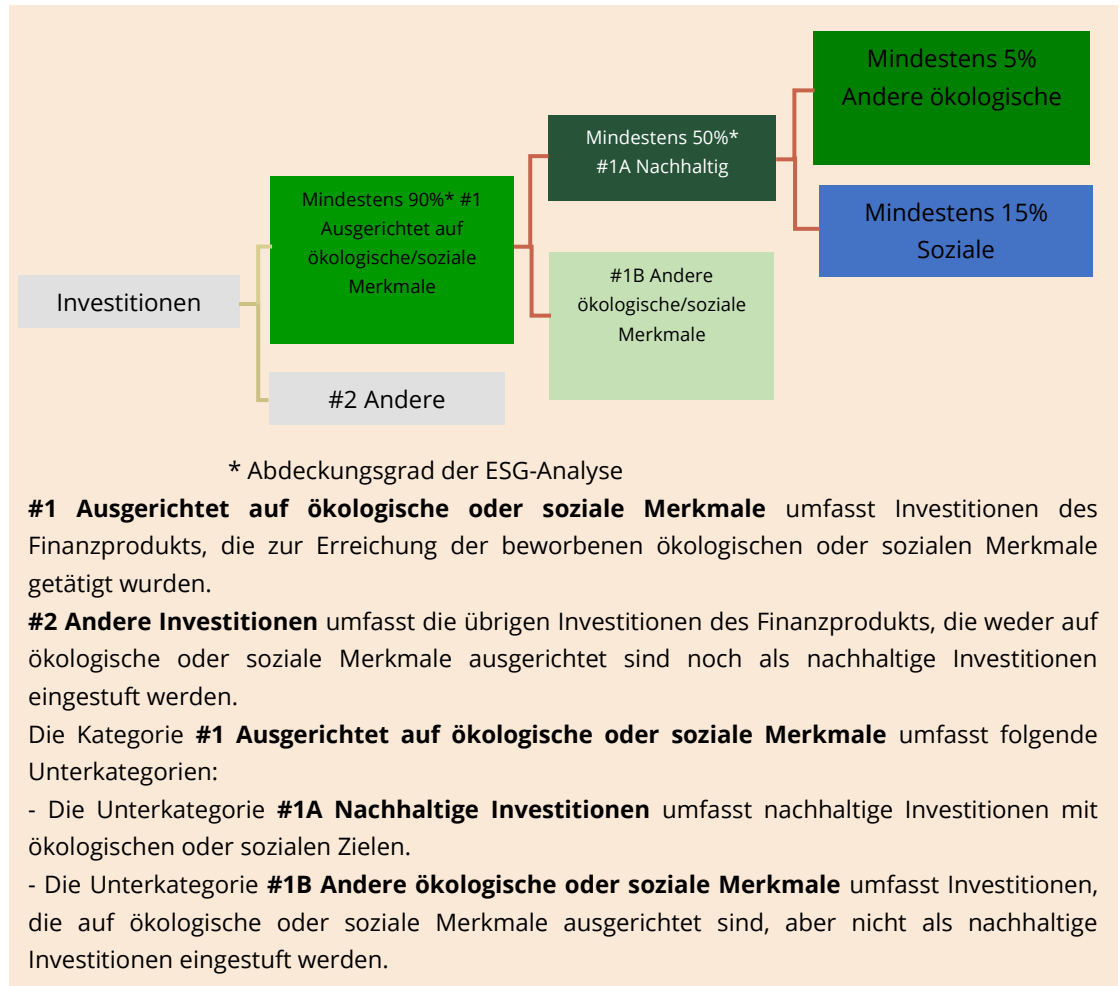 Mindestens 5%
Andere ökologische
Mindestens 50%*
#1A Nachhaltig
Mindestens 90%* #1
Ausgerichtet auf
ökologische/soziale
Merkmale
Mindestens 15%
Soziale
#1B Andere
ökologische/soziale
Merkmale
Investitionen
#2 Andere
* Abdeckungsgrad der ESG-Analyse
#1 Ausgerichtet auf ökologische oder soziale Merkmale umfasst Investitionen des
Finanzprodukts, die zur Erreichung der beworbenen ökologischen oder sozialen Merkmale
getätigt wurden.
#2 Andere Investitionen umfasst die übrigen Investitionen des Finanzprodukts, die weder auf
ökologische oder soziale Merkmale ausgerichtet sind noch als nachhaltige Investitionen
eingestuft werden.
Die Kategorie #1 Ausgerichtet auf ökologische oder soziale Merkmale umfasst folgende
Unterkategorien:
- Die Unterkategorie #1A Nachhaltige Investitionen umfasst nachhaltige Investitionen mit
ökologischen oder sozialen Zielen.
- Die Unterkategorie #1B Andere ökologische oder soziale Merkmale umfasst Investitionen,
die auf ökologische oder soziale Merkmale ausgerichtet sind, aber nicht als nachhaltige
Investitionen eingestuft werden.